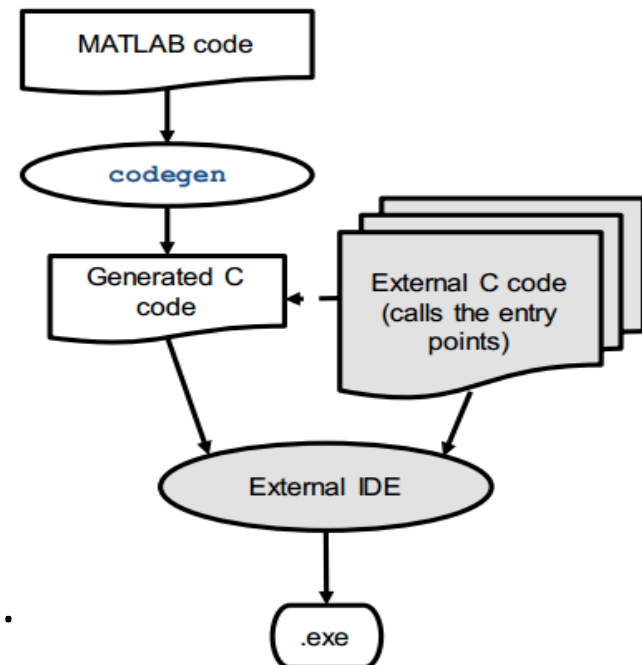 MATLAB code
codegen
Generated C
code
External C code
(calls the entry
points)
External IDE
.exe